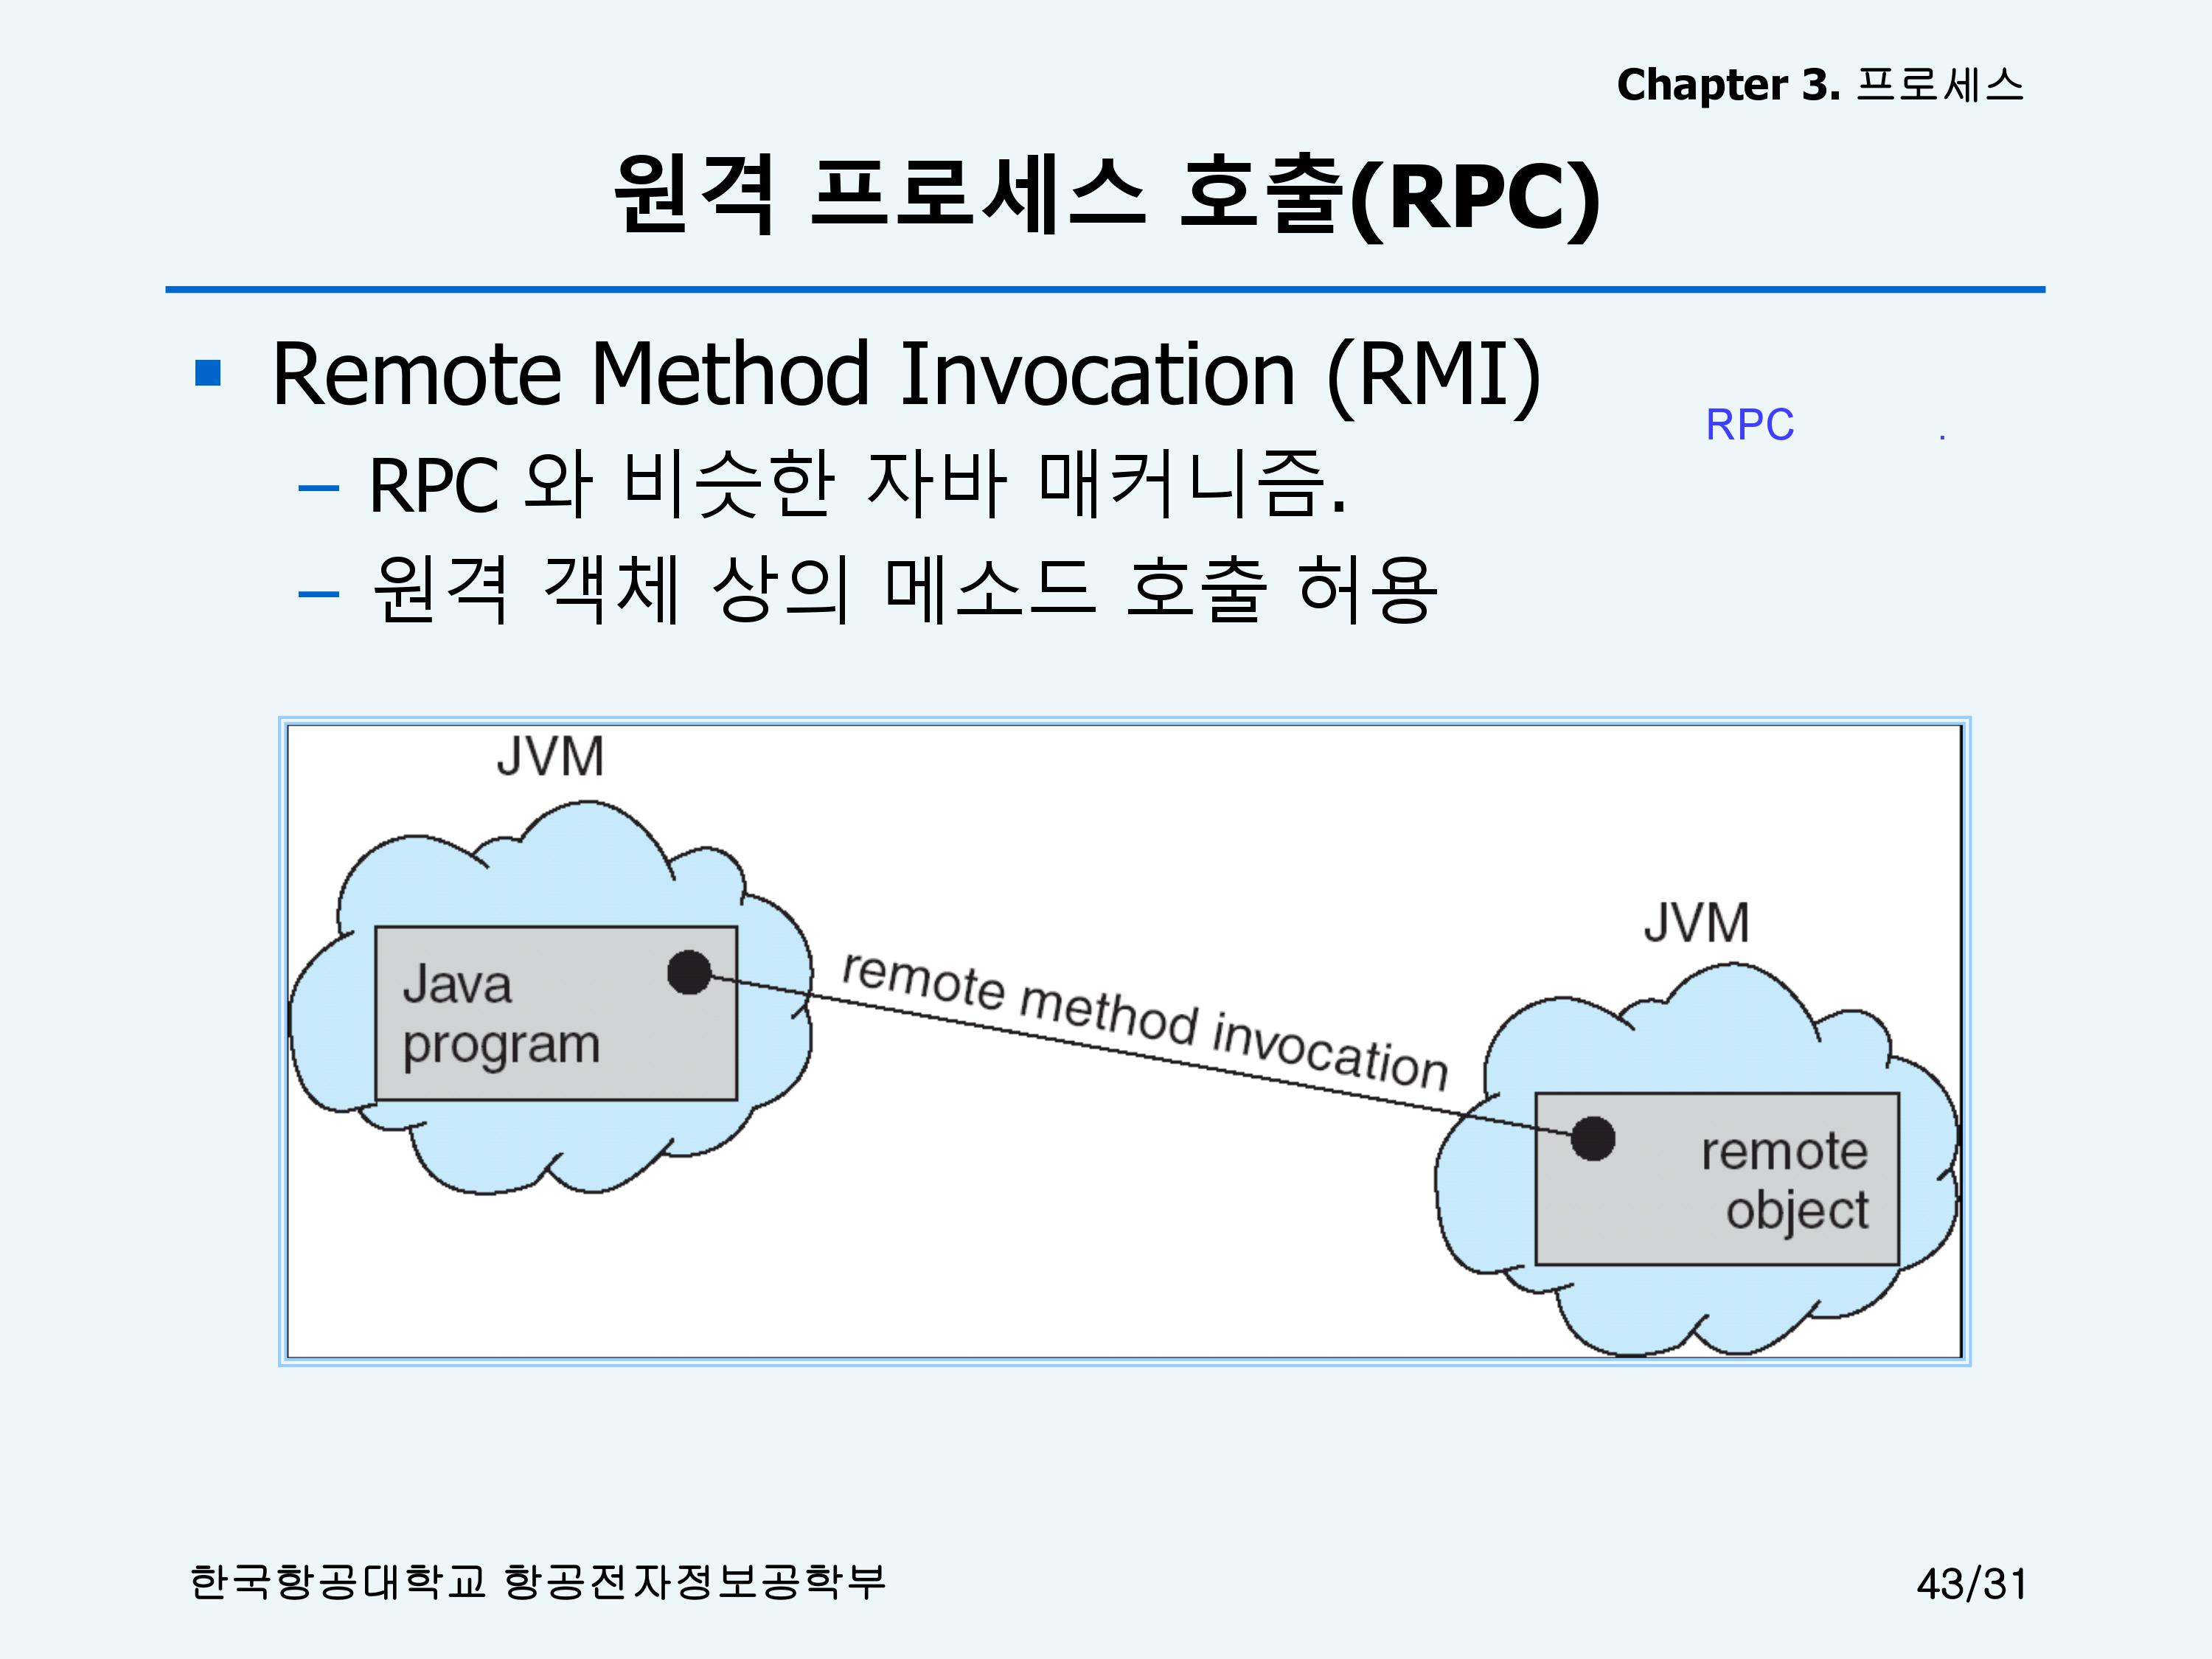 Chapter 3. 프로세스
원격 프로세스 호출(RPC)
Remote Method Invocation (RMI)
RPC .
– RPC 와 비슷한 자바 매커니즘.
– 원격 객체 상의 메소드 호출 허용
JVM
Java
program
remote method invocation
JVM
remote
object
한국항공대학교 항공전자정보공학부
43/31